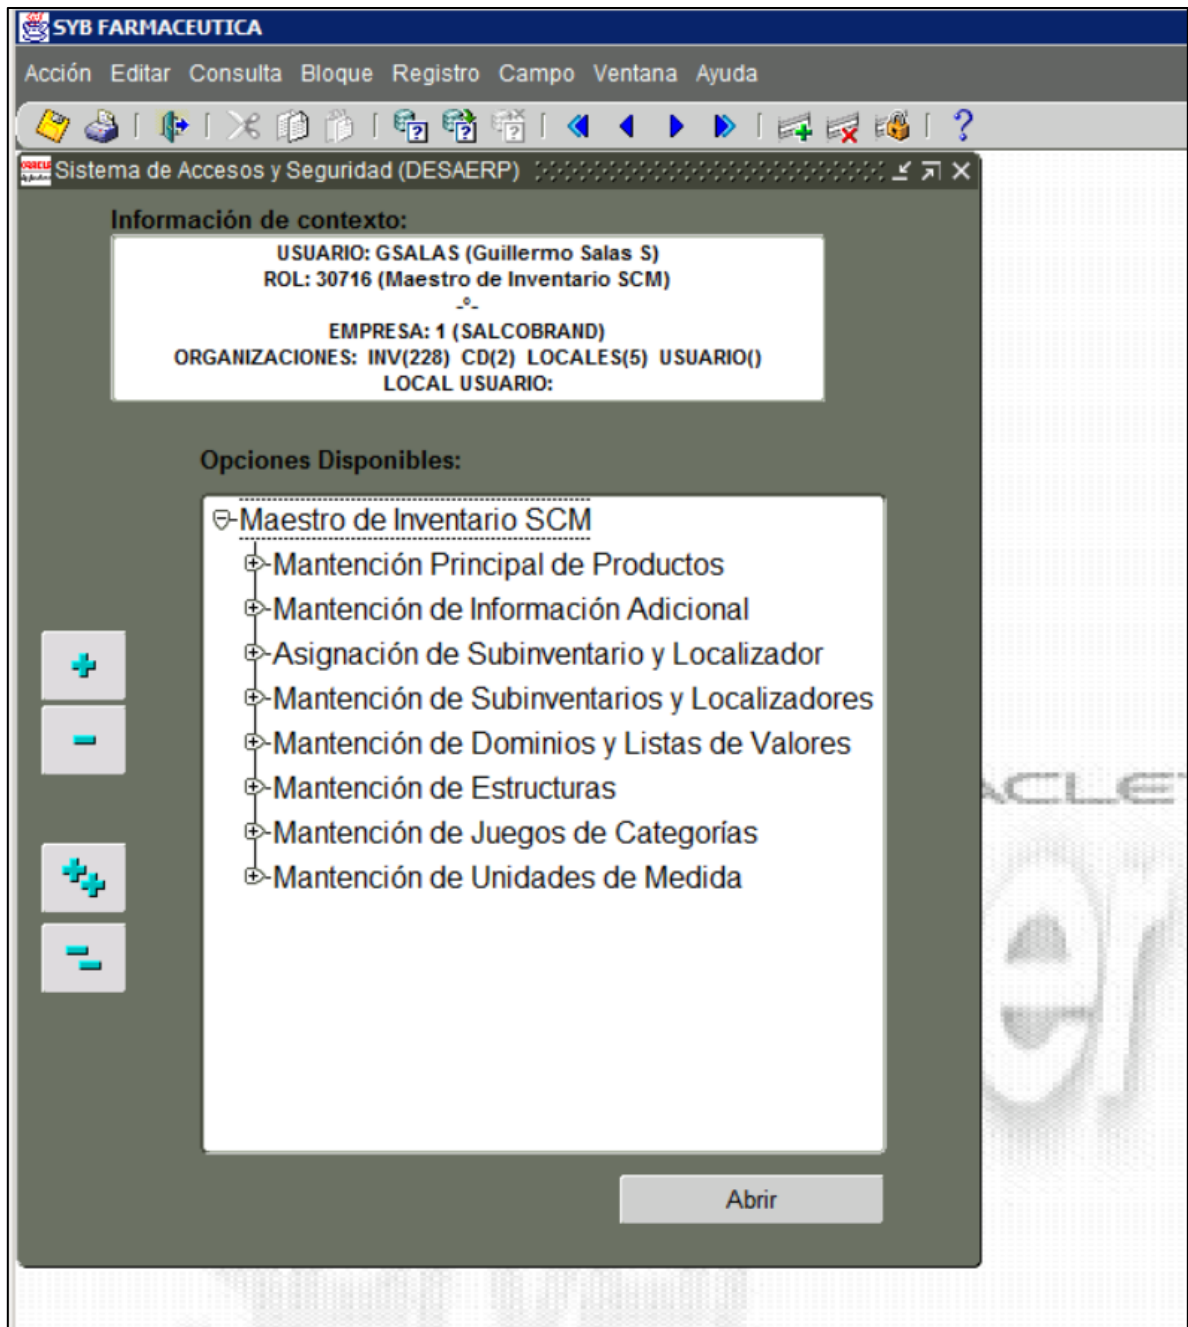 SYB FARMACEUTICA
Acción Editar Consulta Bloque Registro Campo Ventana Ayuda
Sistema de Accesos y Seguridad (DESAERP)
Información de contexto:
USUARIO: GSALAS (Guillermo Salas S)
ROL: 30716 (Maestro de Inventario SCM)
-º-
EMPRESA: 1 (SALCOBRAND)
ORGANIZACIONES: INV(228) CD(2) LOCALES(5) USUARIO()
LOCAL USUARIO:
Opciones Disponibles:
Maestro de Inventario SCM
Mantención Principal de Productos
Mantención de Información Adicional
Asignación de Subinventario y Localizador
Mantención de Subinventarios y Localizadores
Mantención de Dominios y Listas de Valores
Mantención de Estructuras
Mantención de Juegos de Categorías
Mantención de Unidades de Medida
Abrir